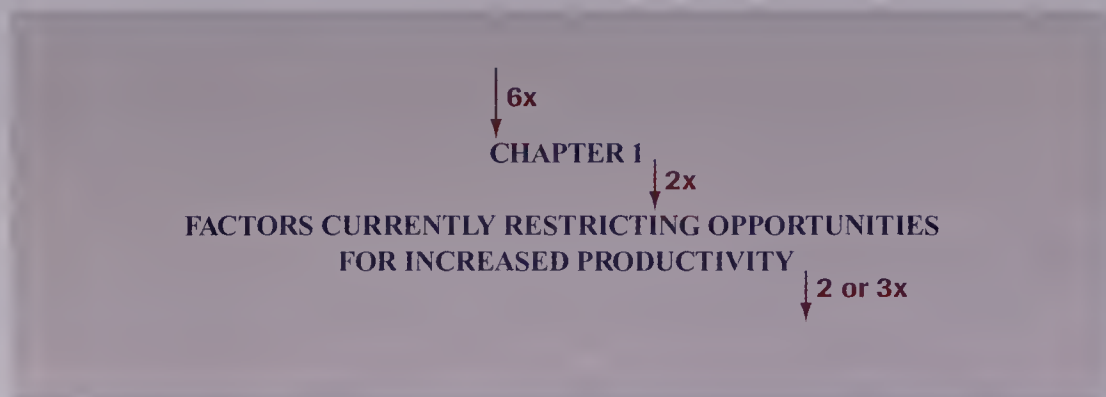 6x
CHAPTER 1
2x
FACTORS CURRENTLY RESTRICTING OPPORTUNITIES
FOR INCREASED PRODUCTIVITY
2 or 3x